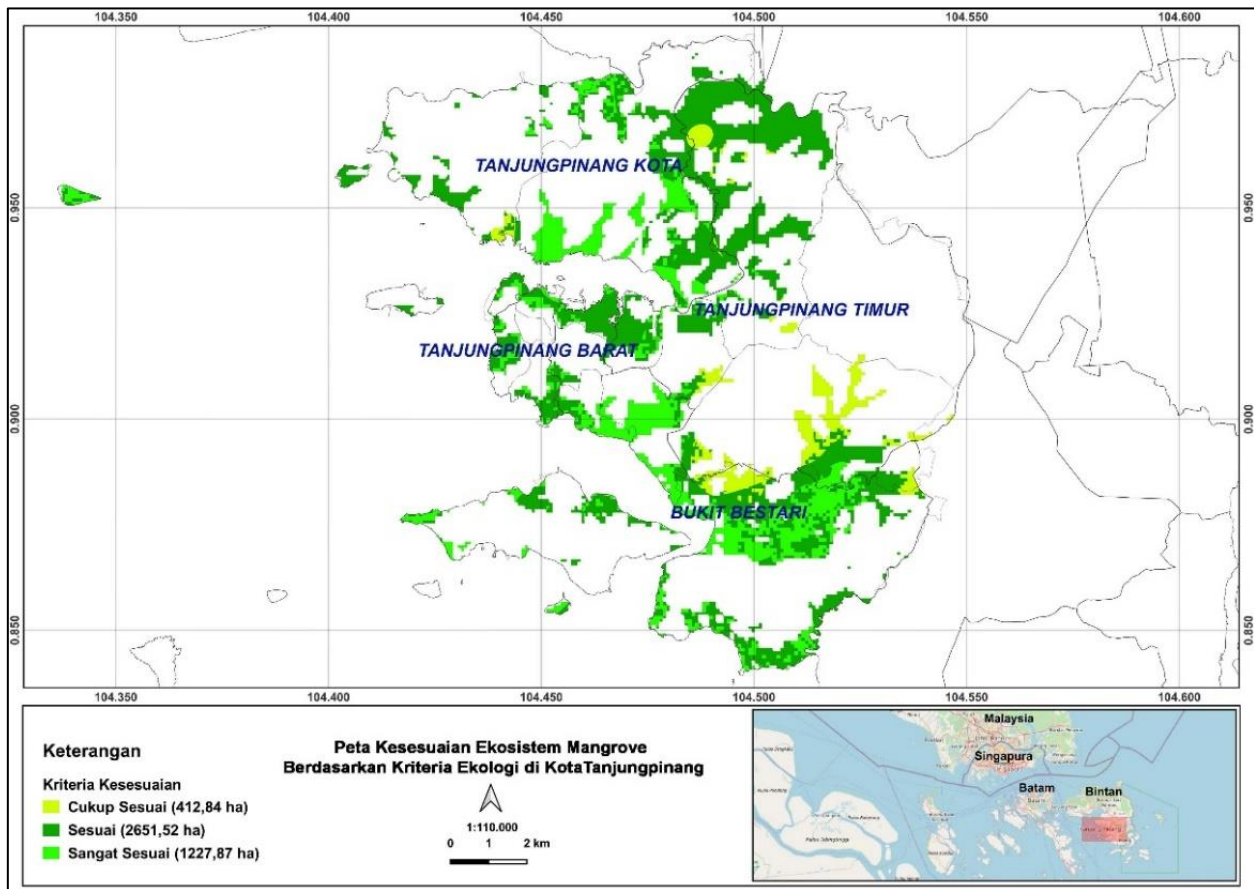 104.350 104.400 104.450 104.500 104.550 104.600
TANJUNGPINANG KOTA
0.950 0.950
TANJUNGPINANG TIMUR
TANJUNGPINANG BARAT
0.900 0.900
BUKIT BESTARI
0.850 0.850
104.350 104.400 104.450 104.500 104.550 104.600
Keterangan
Kriteria Kesesuaian
Cukup Sesuai (412,84 ha)
Sesuai (2651,52 ha)
Sangat Sesuai (1227,87 ha)
Peta Kesesuaian Ekosistem Mangrove
Berdasarkan Kriteria Ekologi di KotaTanjungpinang
1:110.000
0 1 2 km
Malaysia
Singapura
Batam Bintan